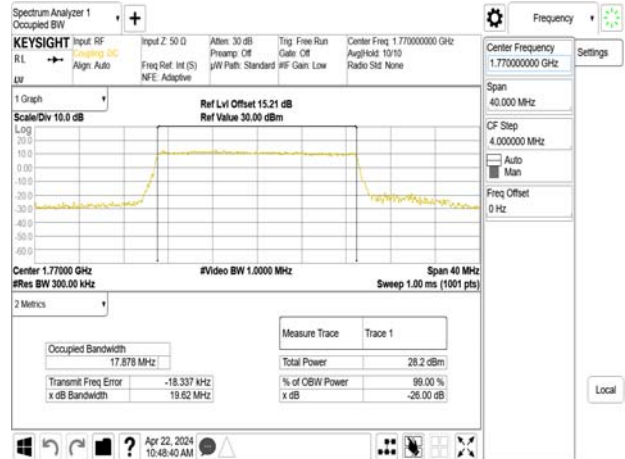 Spectrum Analyzer 1
Occupied BW
Frequency
KEYSIGHT
RL
Input: RF
Coupling: DC
Align: Auto
Input Z: 50 Ω
Freq Ref: Int (S)
NFE: Adaptive
Atten: 30 dB
Preamp: Off
µW Path: Standard
Trig: Free Run
Gate: Off
#IF Gain: Low
Center Freq: 1.770000000 GHz
Avg|Hold: 10/10
Radio Std: None
Center Frequency
1.770000000 GHz
Settings
Span
40.000 MHz
CF Step
4.000000 MHz
Auto
Man
Freq Offset
0 Hz
Local
1 Graph
Scale/Div 10.0 dB
Ref Lvl Offset 15.21 dB
Ref Value 30.00 dBm
Log
20.0
10.0
0.00
-10.0
-20.0
-30.0
-40.0
-50.0
-60.0
Center 1.77000 GHz
#Video BW 1.0000 MHz
Span 40 MHz
#Res BW 300.00 kHz
Sweep 1.00 ms (1001 pts)
2 Metrics
Measure Trace Trace 1
Occupied Bandwidth
17.878 MHz
Total Power 28.2 dBm
Transmit Freq Error -18.337 kHz
% of OBW Power 99.00 %
x dB Bandwidth 19.62 MHz
x dB -26.00 dB
?
Apr 22, 2024
10:48:40 AM